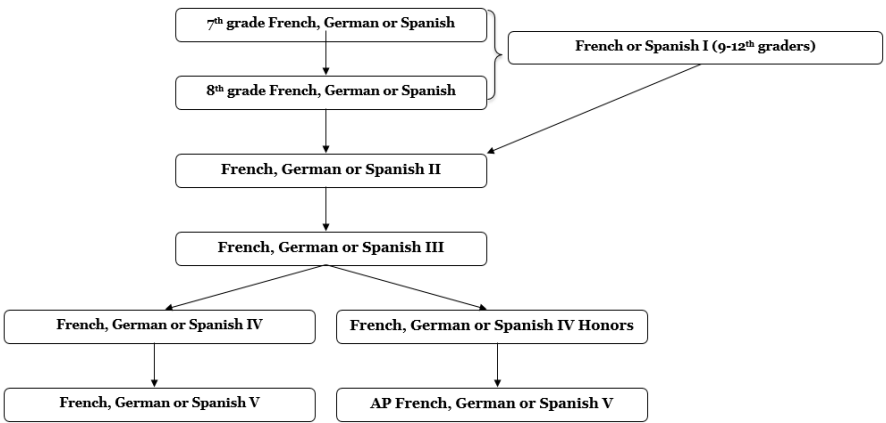 7th grade French, German or Spanish
French or Spanish I (9-12th graders)
8th grade French, German or Spanish
French, German or Spanish II
French, German or Spanish III
French, German or Spanish IV
French, German or Spanish IV Honors
French, German or Spanish V
AP French, German or Spanish V